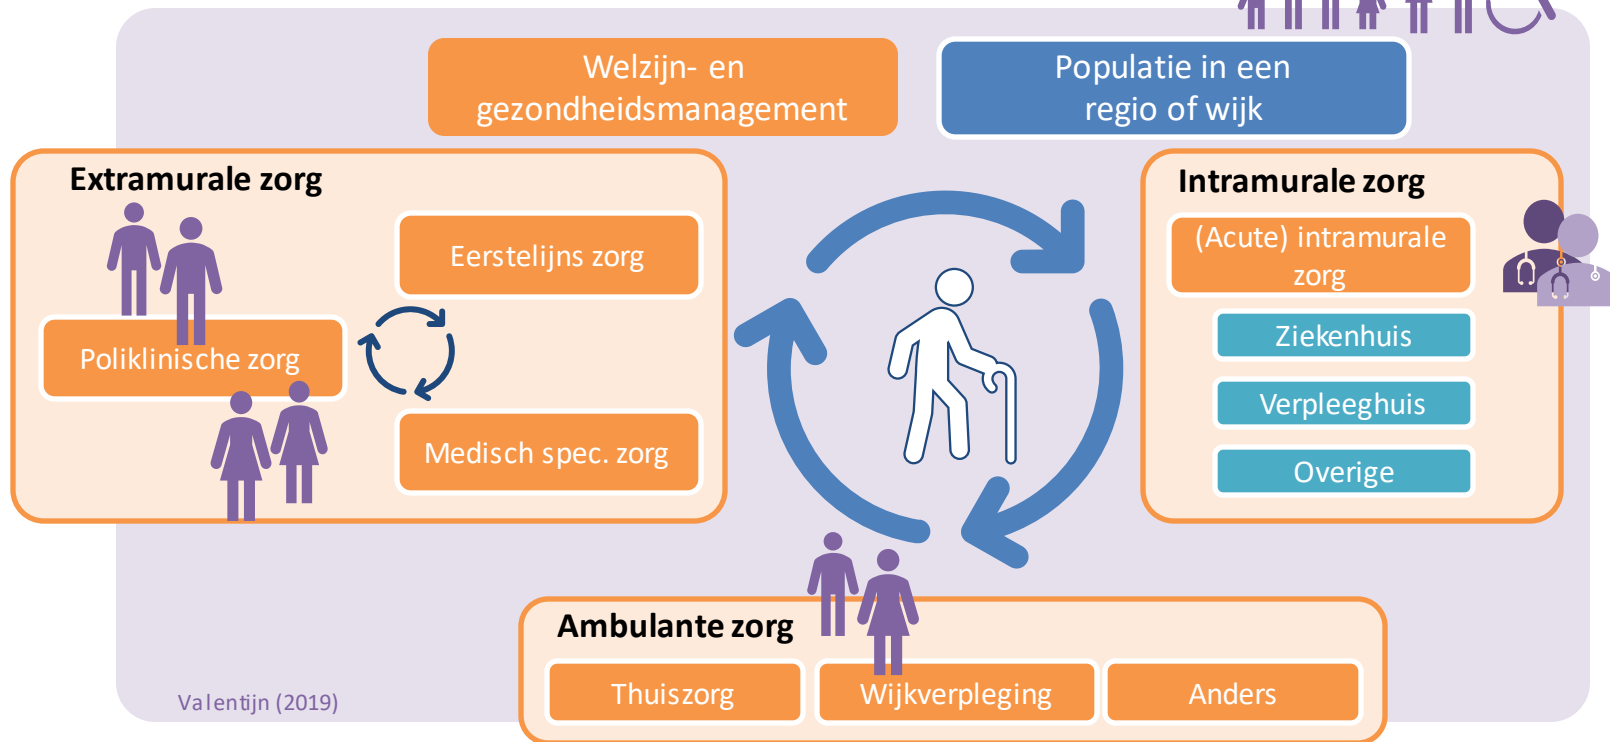 Welzijn- en
gezondheidsmanagement
Populatie in een
regio of wijk
Extramurale zorg
Eerstelijns zorg
Poliklinische zorg
Medisch spec. zorg
Intramurale zorg
(Acute) intramurale
zorg
Ziekenhuis
Verpleeghuis
Overige
Ambulante zorg
Thuiszorg
Wijkverpleging
Anders
Valentijn (2019)